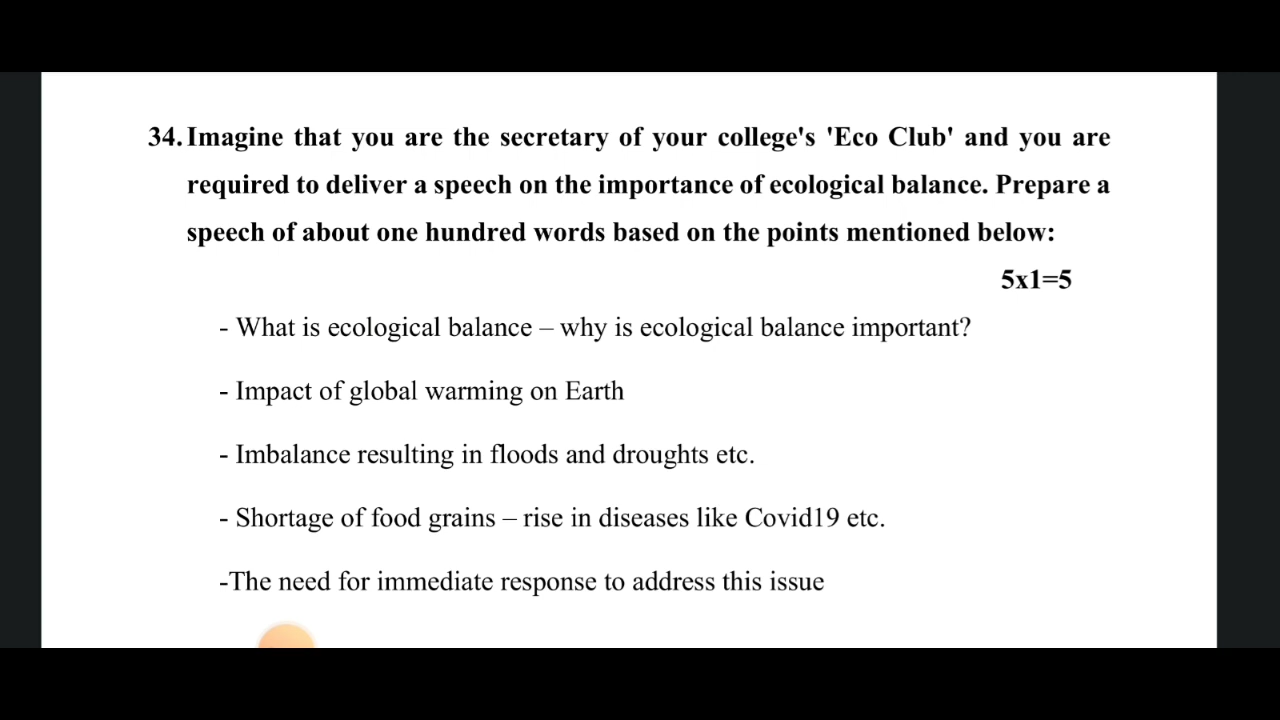 34. Imagine that you are the secretary of your college's 'Eco Club' and you are
required to deliver a speech on the importance of ecological balance. Prepare a
speech of about one hundred words based on the points mentioned below:
5x1=5
- What is ecological balance – why is ecological balance important?
- Impact of global warming on Earth
- Imbalance resulting in floods and droughts etc.
- Shortage of food grains – rise in diseases like Covid19 etc.
-The need for immediate response to address this issue